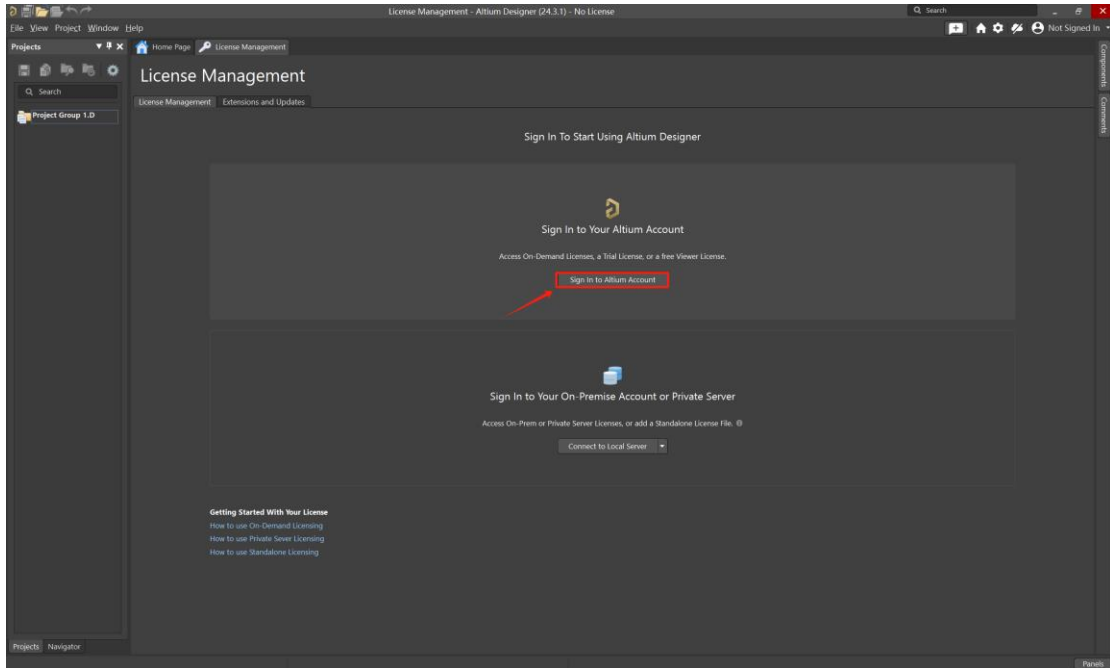 License Management - Altium Designer (24.3.1) - No License
Search
File View Project Window Help
Not Signed In
Projects
Home Page
License Management
License Management
Search
License Management
Extensions and Updates
Project Group 1.D
Sign In To Start Using Altium Designer
Sign In to Your Altium Account
Access On-Demand Licenses, a Trial License, or a free Viewer License.
Sign In to Altium Account
Sign In to Your On-Premise Account or Private Server
Access On-Prem or Private Server Licenses, or add a Standalone License File.
Connect to Local Server
Getting Started With Your License
How to use On-Demand Licensing
How to use Private Sever Licensing
How to use Standalone Licensing
Components
Comments
Projects
Navigator
Panels